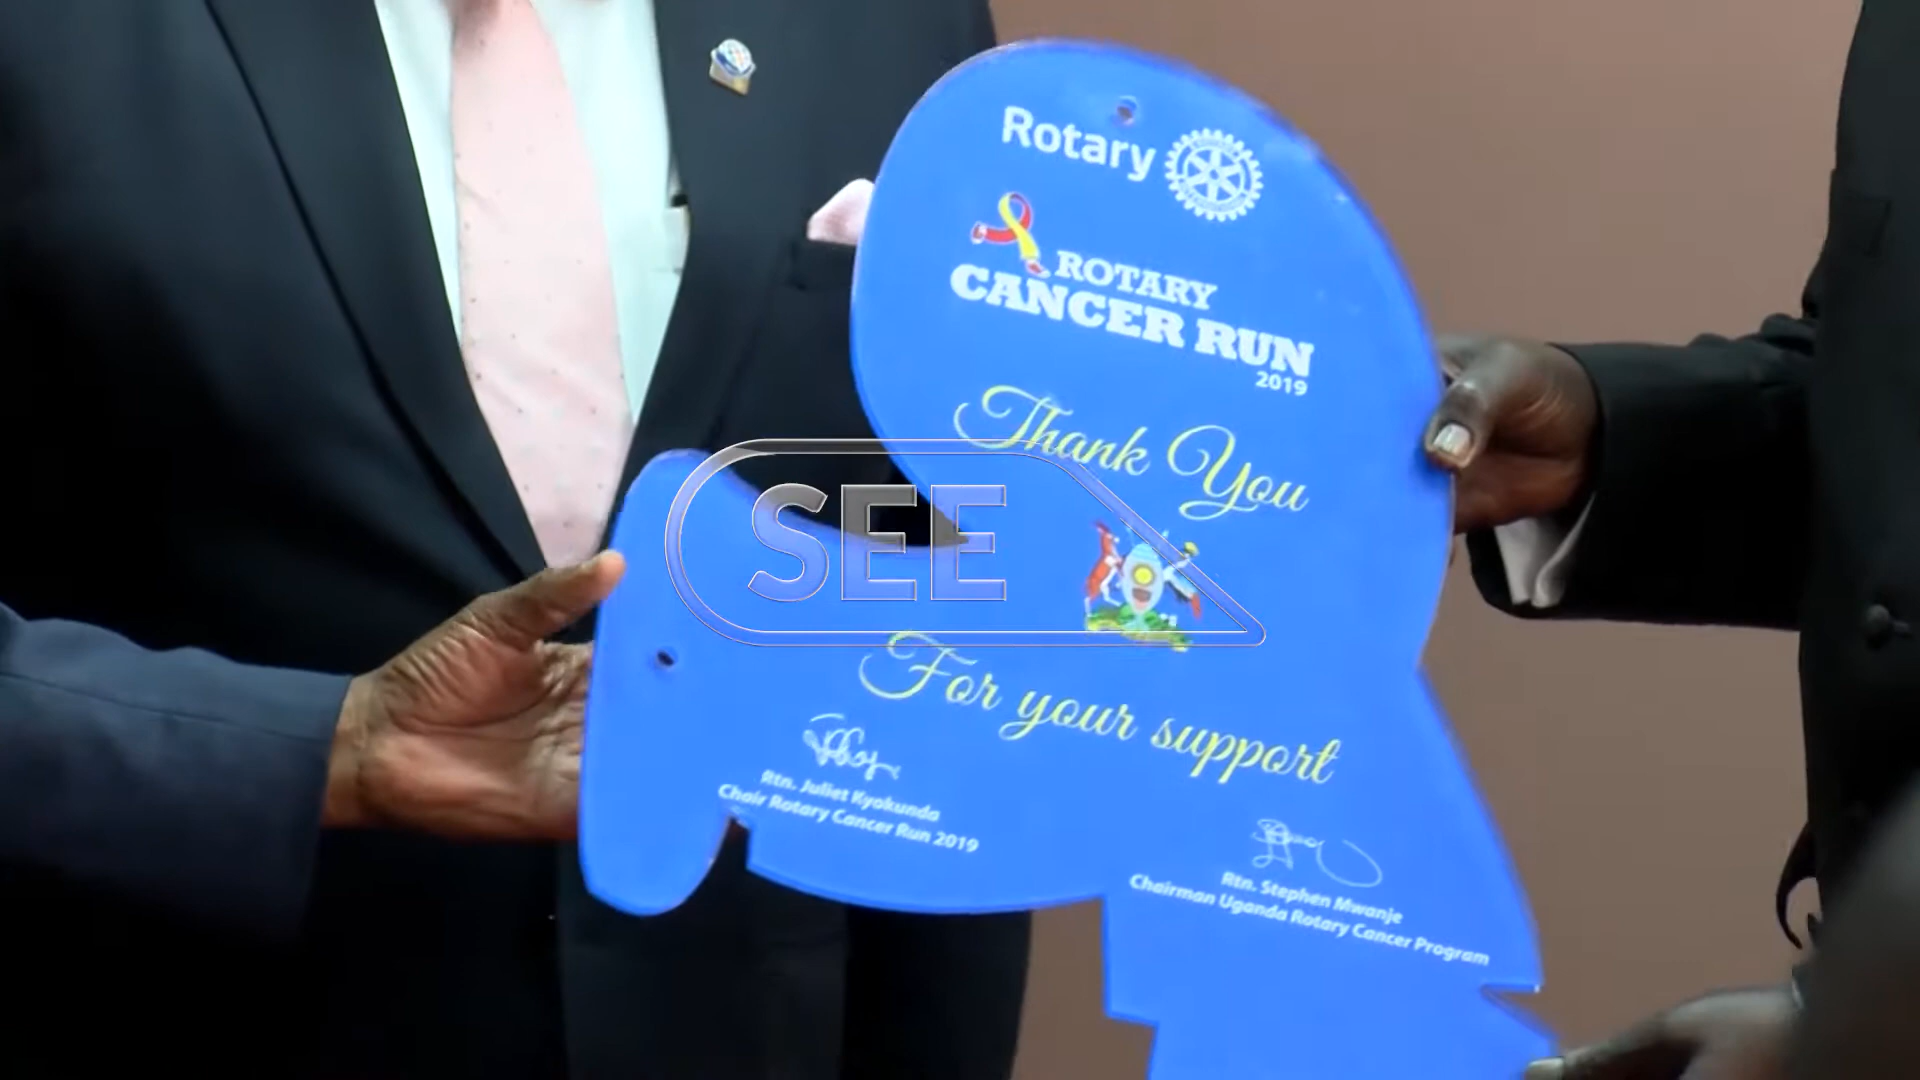 Rotary
ROTARY
CANCER RUN
2019
Thank You
SEE
For your support
Rtn. Juliet Kyokunda
Chair Rotary Cancer Run 2019
Rtn. Stephen Mwanje
Chairman Uganda Rotary Cancer Program